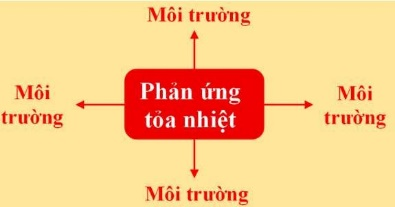 Môi trường
Môi
trường
Phản ứng
tỏa nhiệt
Môi
trường
Môi trường